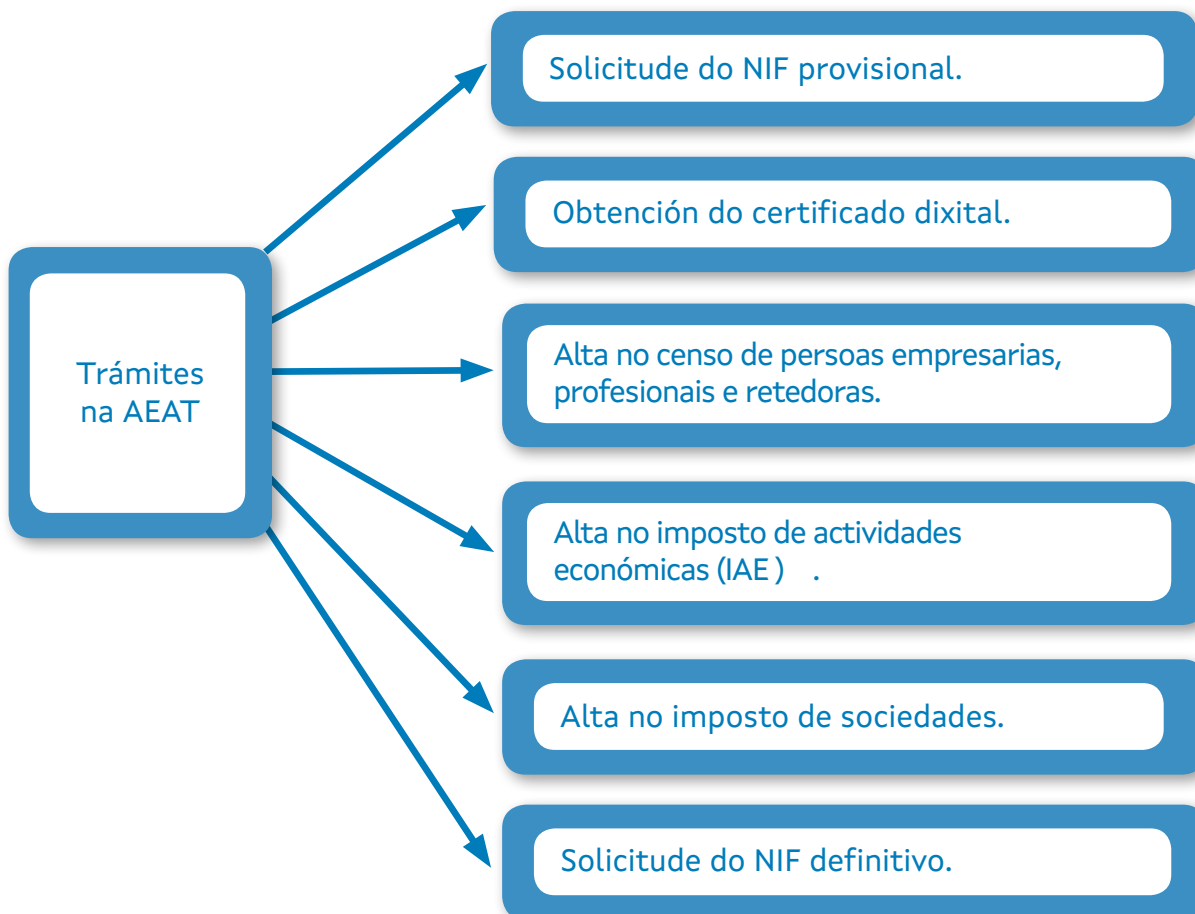 Trámites
na AEAT
Solicitude do NIF provisional.
Obtención do certificado dixital.
Alta no censo de persoas empresarias,
profesionais e retedoras.
Alta no imposto de actividades
económicas (IAE )   .
Alta no imposto de sociedades.
Solicitude do NIF definitivo.